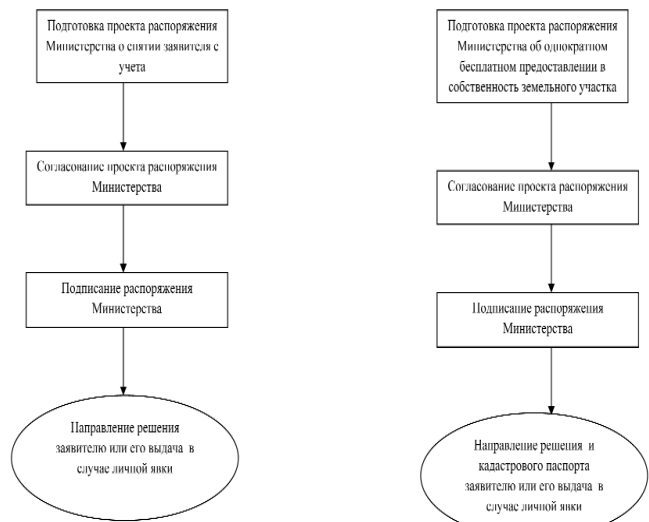 Подготовка проекта распоряжения
Министерства о снятии заявителя с
учета
Согласование проекта распоряжения
Министерства
Подписание распоряжения
Министерства
Направление решения
заявителю или его выдача в
случае личной явки
Подготовка проекта распоряжения
Министерства об однократном
бесплатном предоставлении в
собственность земельного участка
Согласование проекта распоряжения
Министерства
Подписание распоряжения
Министерства
Направление решения и
кадастрового паспорта
заявителю или его выдача в
случае личной явки